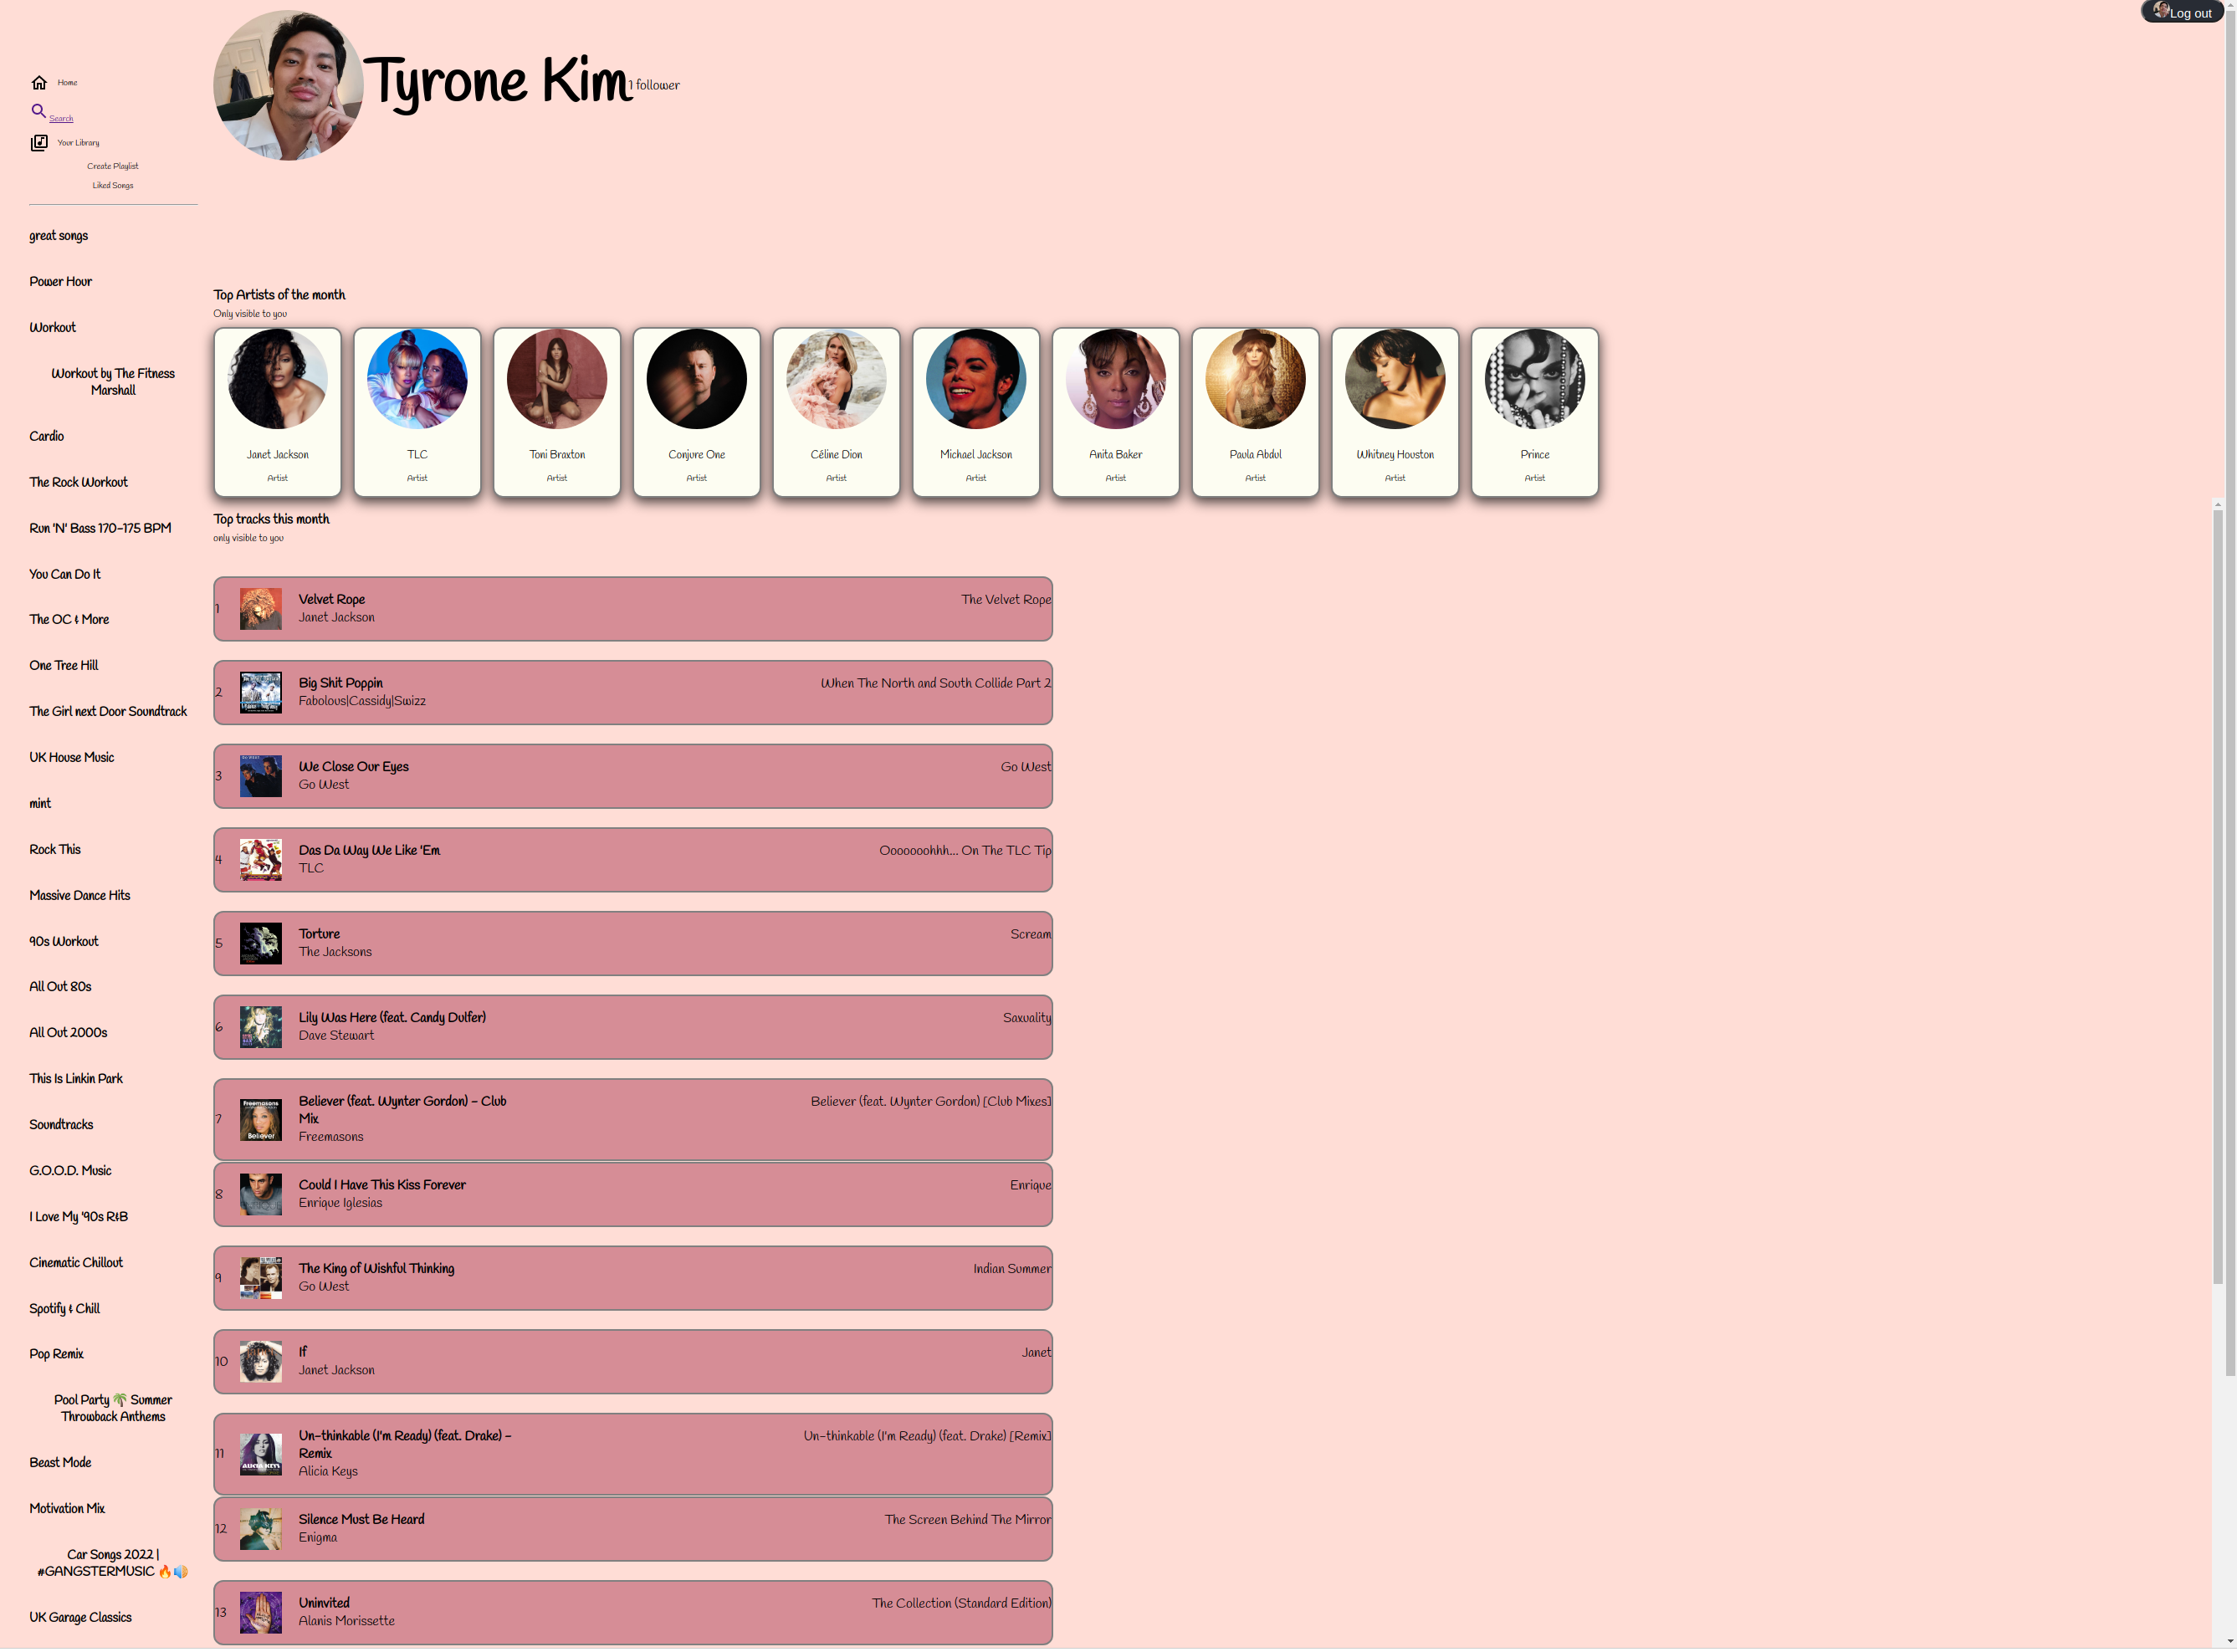 Log out
Home
Search
Your Library
Create Playlist
Liked Songs
great songs
Power Hour
Workout
Workout by The Fitness
Marshall
Cardio
The Rock Workout
Run 'N' Bass 170-175 BPM
You Can Do It
The OC & More
One Tree Hill
The Girl next Door Soundtrack
UK House Music
mint
Rock This
Massive Dance Hits
90s Workout
All Out 80s
All Out 2000s
This Is Linkin Park
Soundtracks
G.O.O.D. Music
I Love My '90s R&B
Cinematic Chillout
Spotify & Chill
Pop Remix
Pool Party 🌴 Summer
Throwback Anthems
Beast Mode
Motivation Mix
Car Songs 2022 |
#GANGSTERMUSIC 🔥🔊
UK Garage Classics
Tyrone Kim 1 follower
Top Artists of the month
Only visible to you
Janet Jackson
Artist
TLC
Artist
Toni Braxton
Artist
Conjure One
Artist
Céline Dion
Artist
Michael Jackson
Artist
Anita Baker
Artist
Paula Abdul
Artist
Whitney Houston
Artist
Prince
Artist
Top tracks this month
only visible to you
1 Velvet Rope The Velvet Rope
Janet Jackson
2 Big Shit Poppin When The North and South Collide Part 2
Fabolous|Cassidy|Swizz
3 We Close Our Eyes Go West
Go West
4 Das Da Way We Like 'Em Ooooooohhh... On The TLC Tip
TLC
5 Torture Scream
The Jacksons
6 Lily Was Here (feat. Candy Dulfer) Saxuality
Dave Stewart
7 Believer (feat. Wynter Gordon) - Club Believer (feat. Wynter Gordon) [Club Mixes]
Mix
Freemasons
Freemasons
Believer
8 Could I Have This Kiss Forever Enrique
Enrique Iglesias
9 The King of Wishful Thinking Indian Summer
Go West
10 If Janet
Janet Jackson
11 Un-thinkable (I'm Ready) (feat. Drake) - Un-thinkable (I'm Ready) (feat. Drake) [Remix]
Remix
Alicia Keys
ALICIA KEYS
12 Silence Must Be Heard The Screen Behind The Mirror
Enigma
13 Uninvited The Collection (Standard Edition)
Alanis Morissette